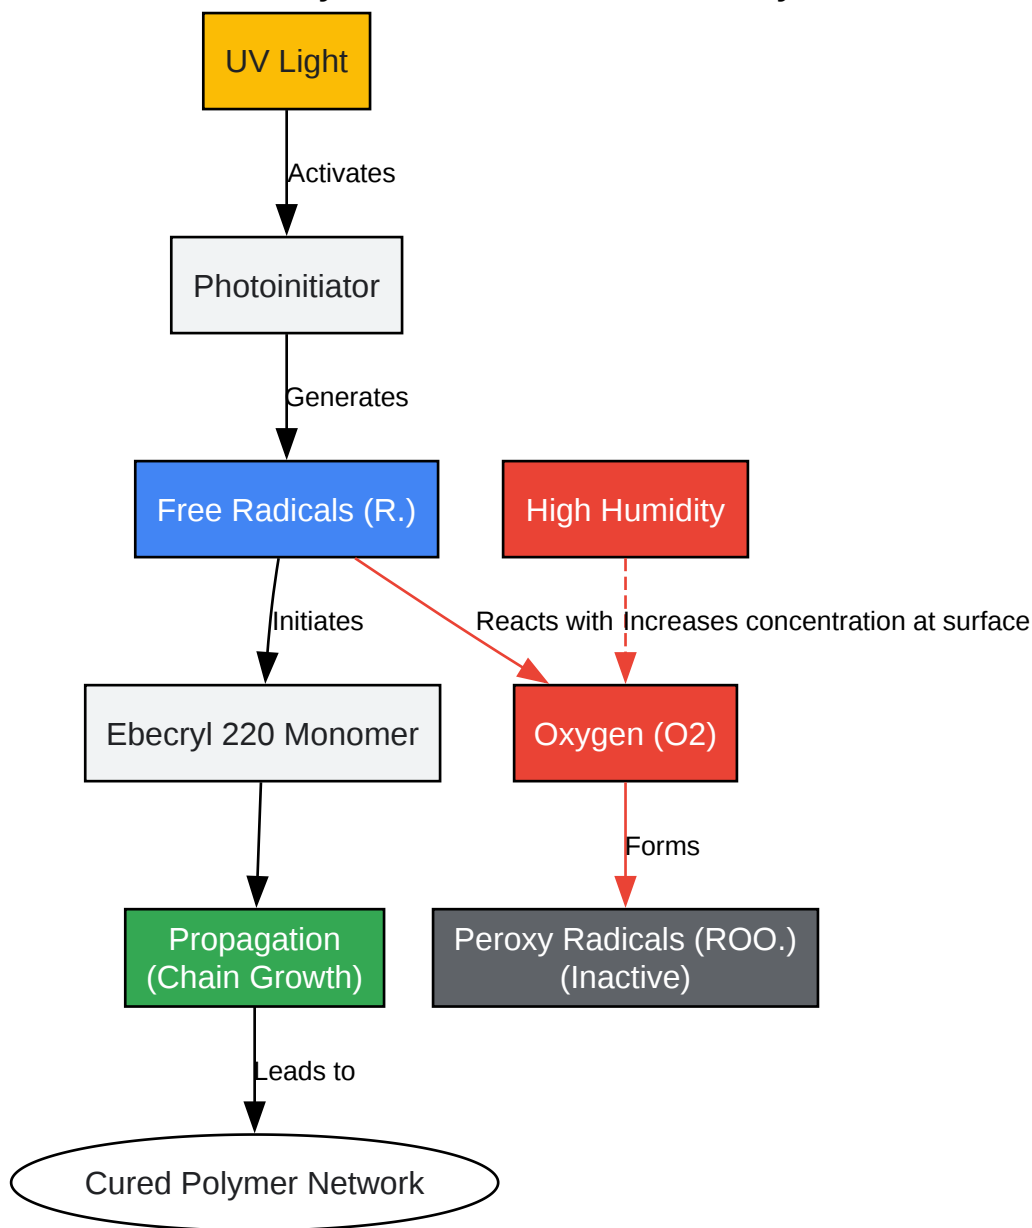 UV Light
Activates
Photoinitiator
Generates
Free Radicals (R.)
High Humidity
Initiates
Reacts with
Increases concentration at surface
Ebecryl 220 Monomer
Oxygen (O2)
Forms
Propagation
(Chain Growth)
Peroxy Radicals (ROO.)
(Inactive)
Leads to
Cured Polymer Network